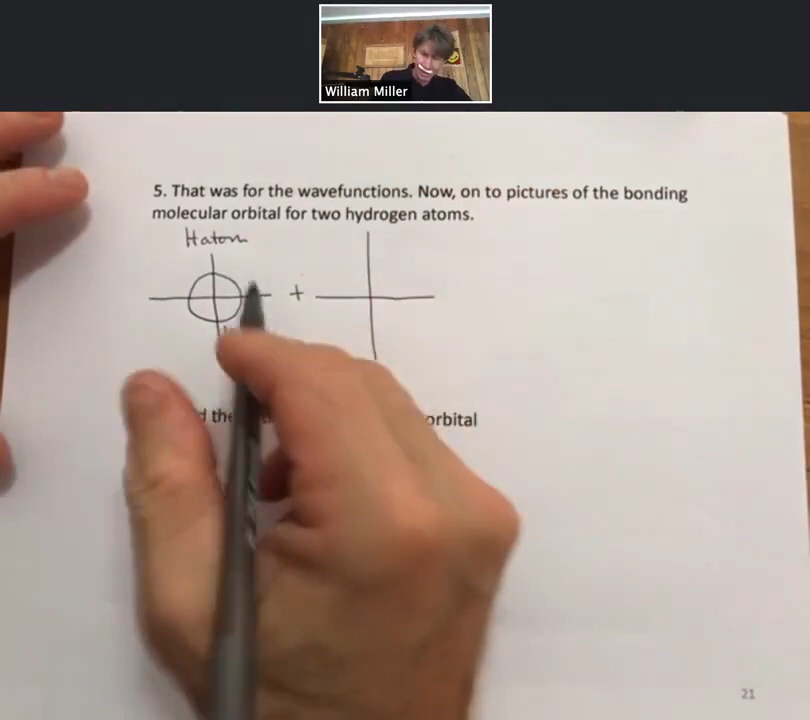 William Miller
5. That was for the wavefunctions. Now, on to pictures of the bonding
molecular orbital for two hydrogen atoms.
H atom
+
the
orbital
21